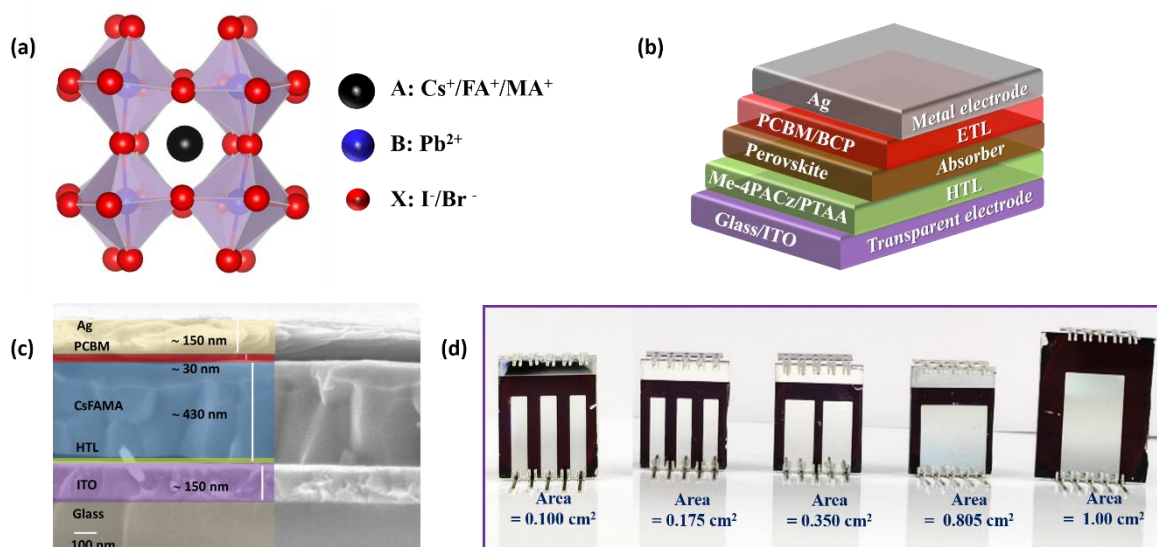 (a)
A: Cs⁺/FA⁺/MA⁺
B: Pb²⁺
X: I⁻/Br ⁻
(b)
Ag
Metal electrode
PCBM/BCP
ETL
Perovskite
Absorber
Me-4PACz/PTAA
HTL
Glass/ITO
Transparent electrode
(c)
Ag
~ 150 nm
PCBM
~ 30 nm
CsFAMA
~ 430 nm
HTL
ITO
~ 150 nm
Glass
100 nm
(d)
Area
= 0.100 cm²
Area
= 0.175 cm²
Area
= 0.350 cm²
Area
= 0.805 cm²
Area
= 1.00 cm²